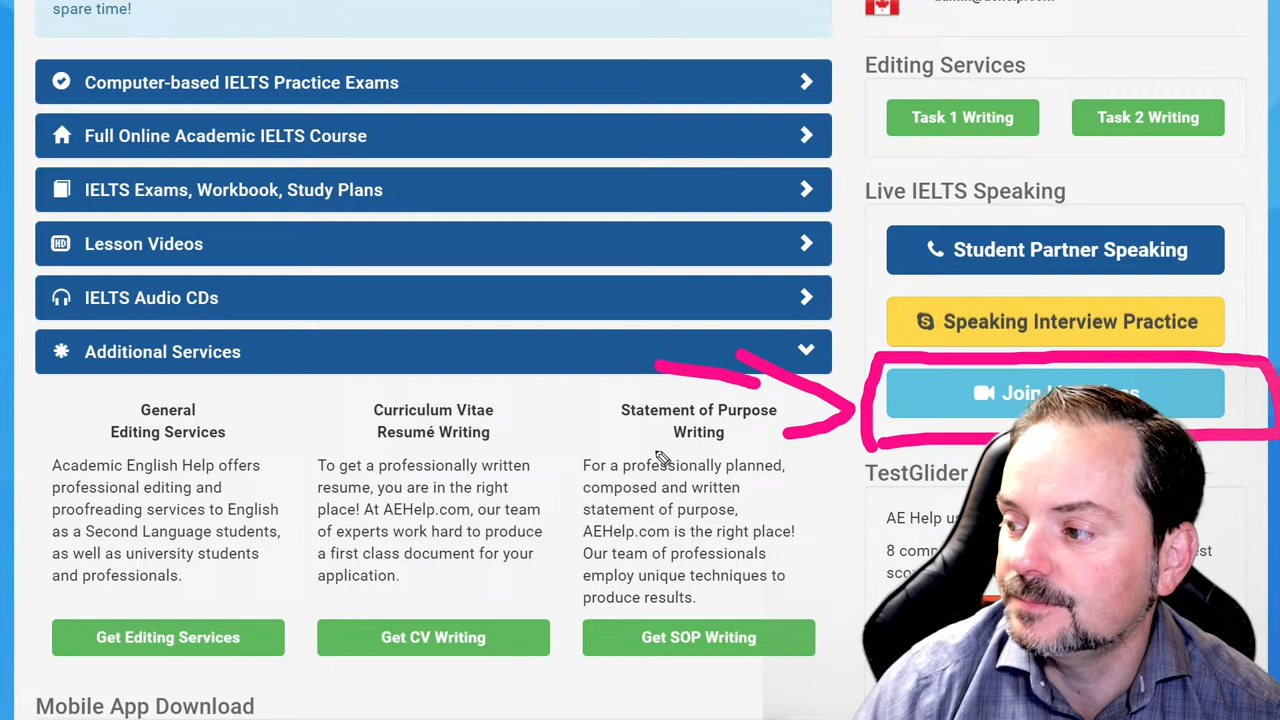 spare time!
Computer-based IELTS Practice Exams
Full Online Academic IELTS Course
IELTS Exams, Workbook, Study Plans
HD Lesson Videos
IELTS Audio CDs
Additional Services
General
Editing Services
Academic English Help offers
professional editing and
proofreading services to English
as a Second Language students,
as well as university students
and professionals.
Get Editing Services
Curriculum Vitae
Resumé Writing
To get a professionally written
resume, you are in the right
place! At AEHelp.com, our team
of experts work hard to produce
a first class document for your
application.
Get CV Writing
Statement of Purpose
Writing
For a professionally planned,
composed and written
statement of purpose,
AEHelp.com is the right place!
Our team of professionals
employ unique techniques to
produce results.
Get SOP Writing
Mobile App Download
Editing Services
Task 1 Writing
Task 2 Writing
Live IELTS Speaking
Student Partner Speaking
Speaking Interview Practice
Join
TestGlider
AE Help
8